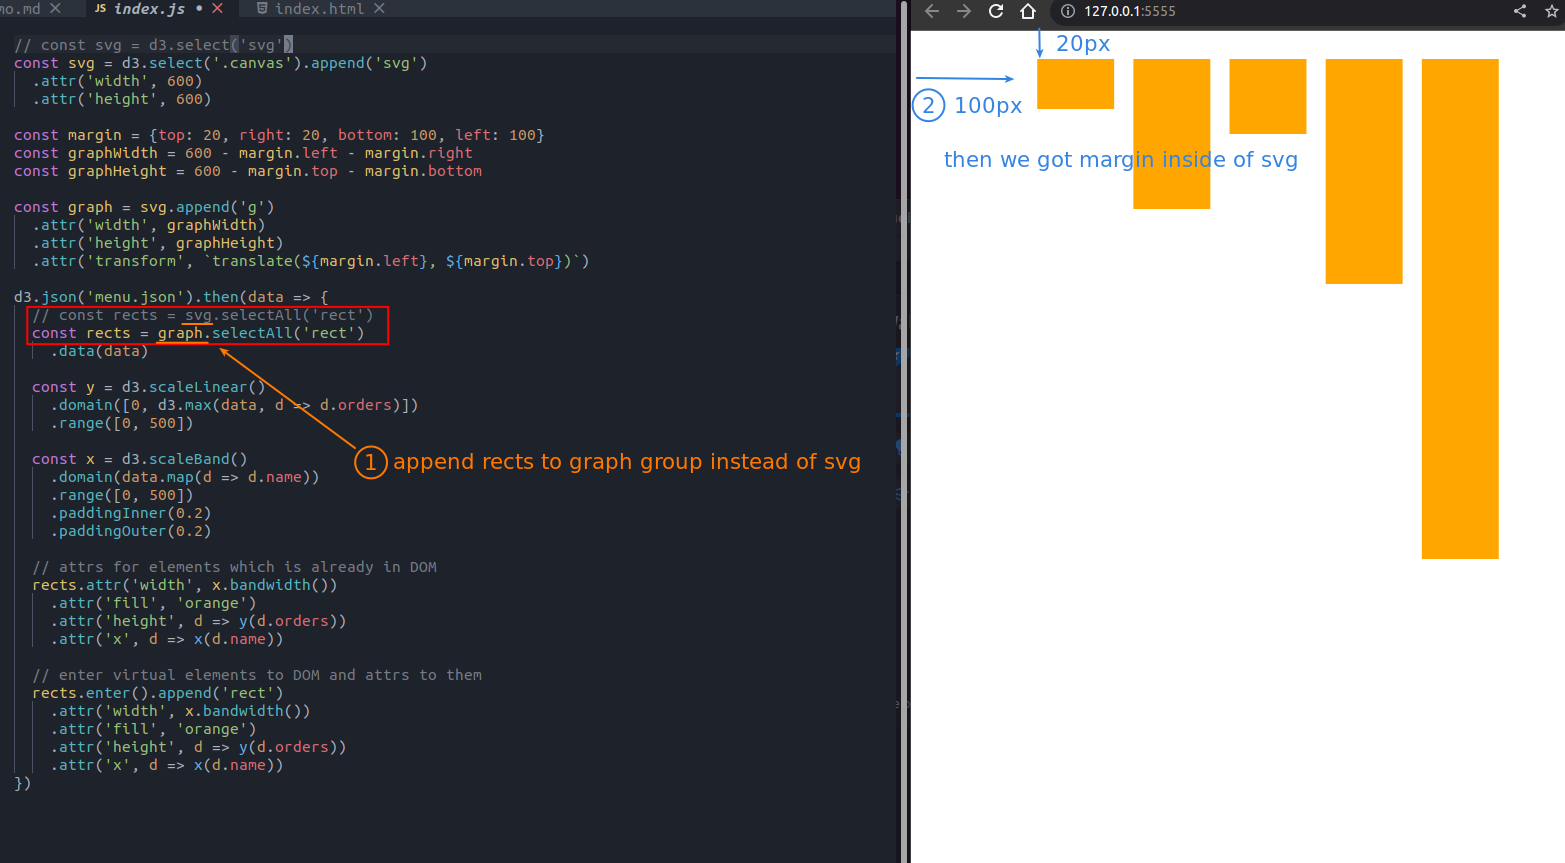 mo.md
JS index.js
index.html
// const svg = d3.select('svg')
const svg = d3.select('.canvas').append('svg')
.attr('width', 600)
.attr('height', 600)
const margin = {top: 20, right: 20, bottom: 100, left: 100}
const graphWidth = 600 - margin.left - margin.right
const graphHeight = 600 - margin.top - margin.bottom
const graph = svg.append('g')
.attr('width', graphWidth)
.attr('height', graphHeight)
.attr('transform', `translate(${margin.left}, ${margin.top})`)
d3.json('menu.json').then(data => {
// const rects = svg.selectAll('rect')
const rects = graph.selectAll('rect')
.data(data)
const y = d3.scaleLinear()
.domain([0, d3.max(data, d => d.orders)])
.range([0, 500])
const x = d3.scaleBand()
.domain(data.map(d => d.name))
.range([0, 500])
.paddingInner(0.2)
.paddingOuter(0.2)
// attrs for elements which is already in DOM
rects.attr('width', x.bandwidth())
.attr('fill', 'orange')
.attr('height', d => y(d.orders))
.attr('x', d => x(d.name))
// enter virtual elements to DOM and attrs to them
rects.enter().append('rect')
.attr('width', x.bandwidth())
.attr('fill', 'orange')
.attr('height', d => y(d.orders))
.attr('x', d => x(d.name))
})
1 append rects to graph group instead of svg
127.0.0.1:5555
20px
2 100px
then we got margin inside of svg